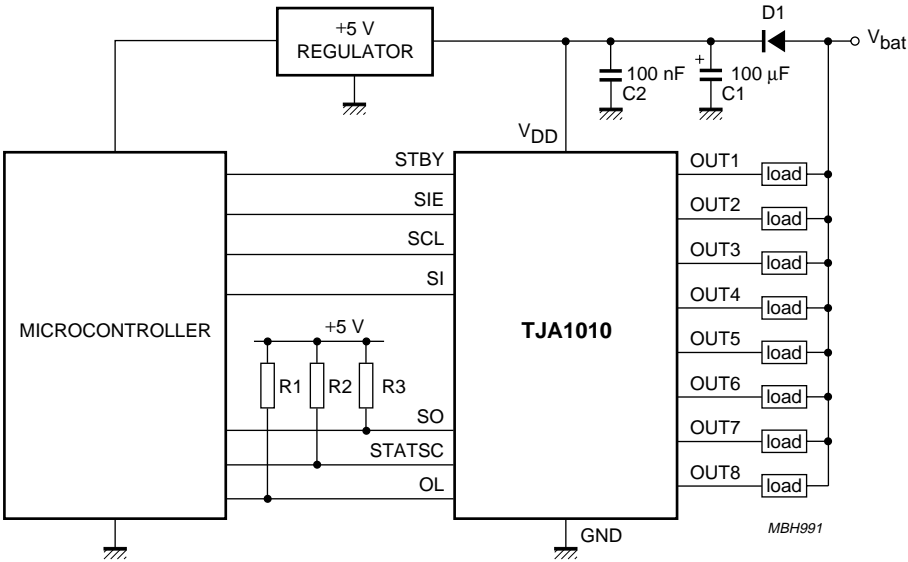 D1
+5 V
REGULATOR
Vbat
+
100 nF
C2
100 µF
C1
VDD
STBY
SIE
SCL
SI
MICROCONTROLLER
+5 V
R1
R2
R3
SO
STATSC
OL
TJA1010
OUT1
load
OUT2
load
OUT3
load
OUT4
load
OUT5
load
OUT6
load
OUT7
load
OUT8
load
GND
MBH991